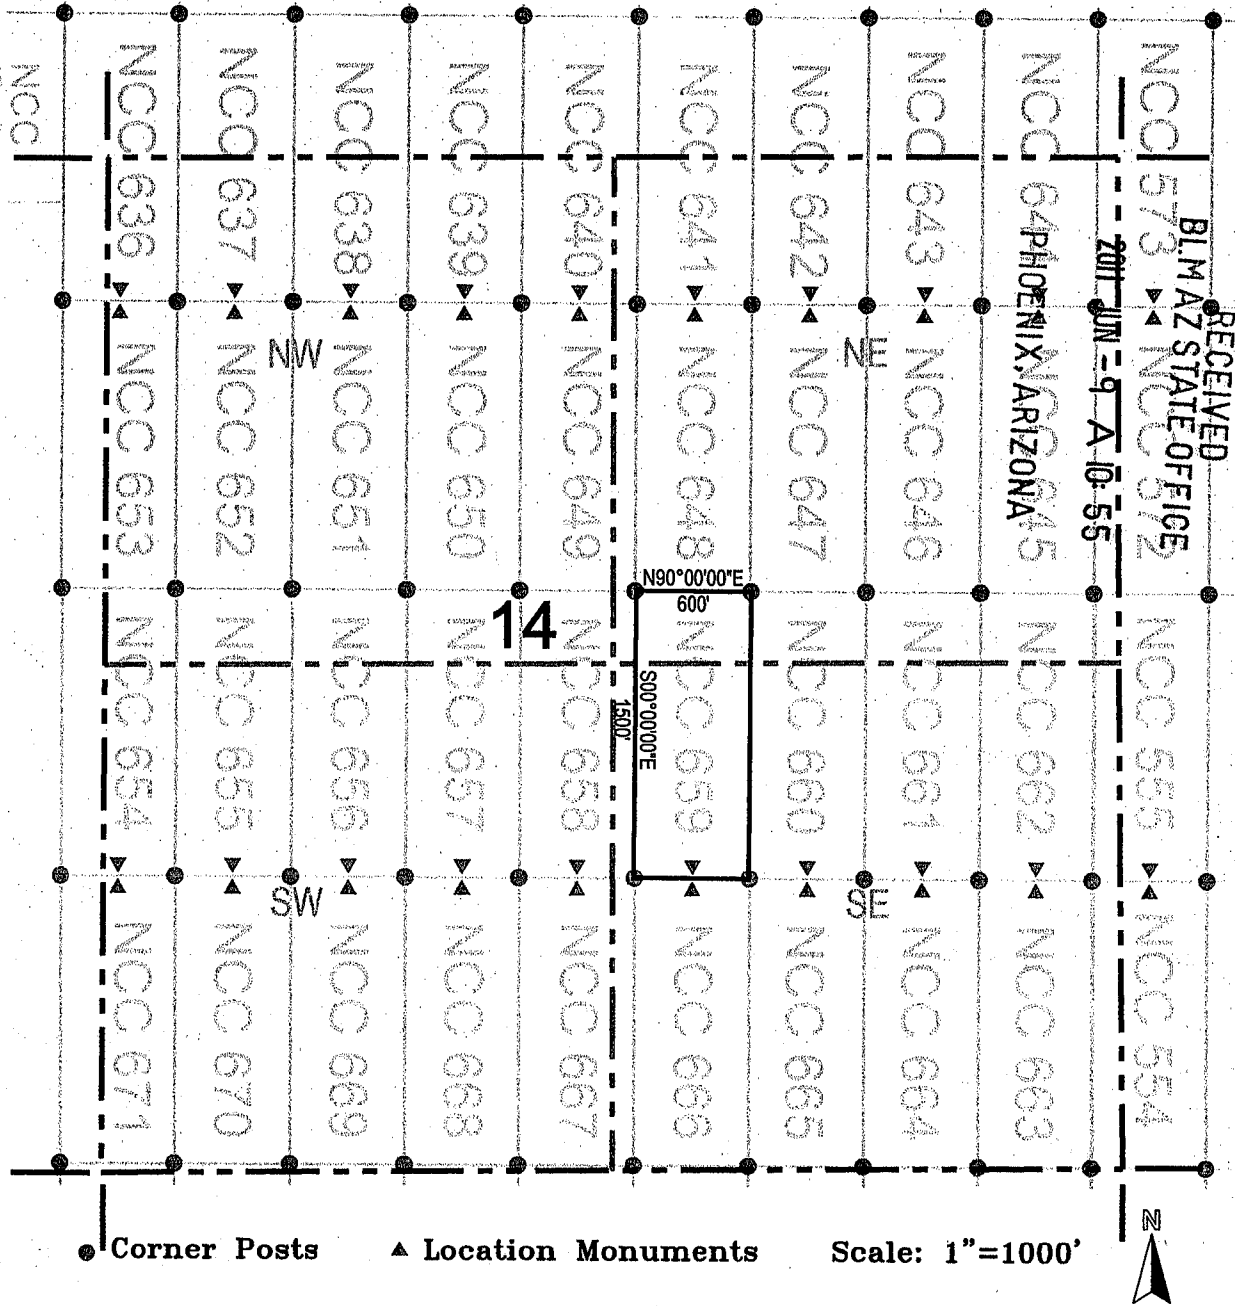 NCC
NCC 636
NCC 637
NCC 638
NCC 639
NCC 640
NCC 641
NCC 642
NCC 643
NCC 644
NCC 573
RECEIVED
BLM AZ STATE OFFICE
2011 JUN -9 A 10:55
PHOENIX, ARIZONA
NW
NE
NCC 653
NCC 652
NCC 651
NCC 650
NCC 649
NCC 648
NCC 647
NCC 646
NCC 645
NCC 572
N90°00'00"E
600'
14
S00°00'00"E
1500'
NCC 654
NCC 655
NCC 656
NCC 657
NCC 658
NCC 659
NCC 660
NCC 661
NCC 662
NCC 555
SW
SE
NCC 671
NCC 670
NCC 669
NCC 668
NCC 667
NCC 666
NCC 665
NCC 664
NCC 663
NCC 554
Corner Posts
Location Monuments
Scale: 1"=1000'
N